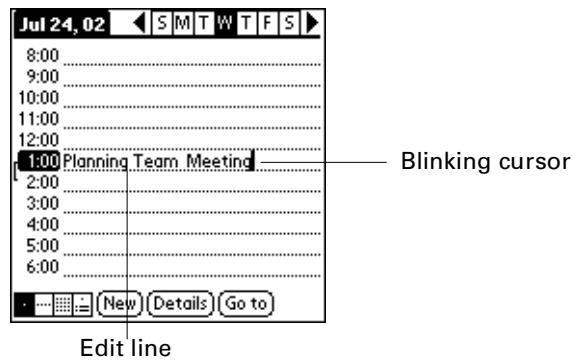 Jul 24, 02 S M T W T F S
8:00
9:00
10:00
11:00
12:00
1:00 Planning Team Meeting Blinking cursor
2:00
3:00
4:00
5:00
6:00
New Details Go to
Edit line